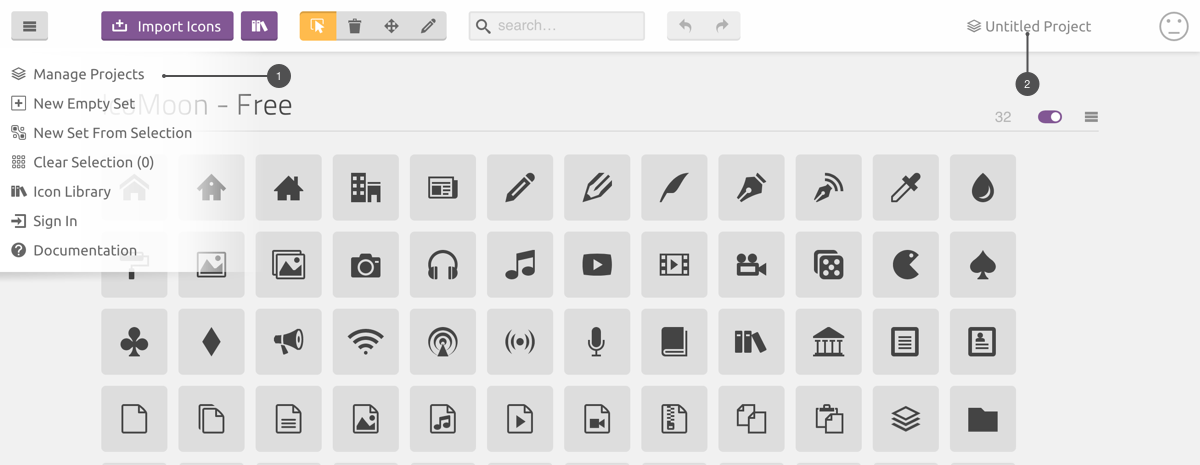 Import Icons
search...
Untitled Project
Manage Projects
1
2
New Empty Set
IcoMoon - Free
32
New Set From Selection
Clear Selection (0)
Icon Library
Sign In
Documentation